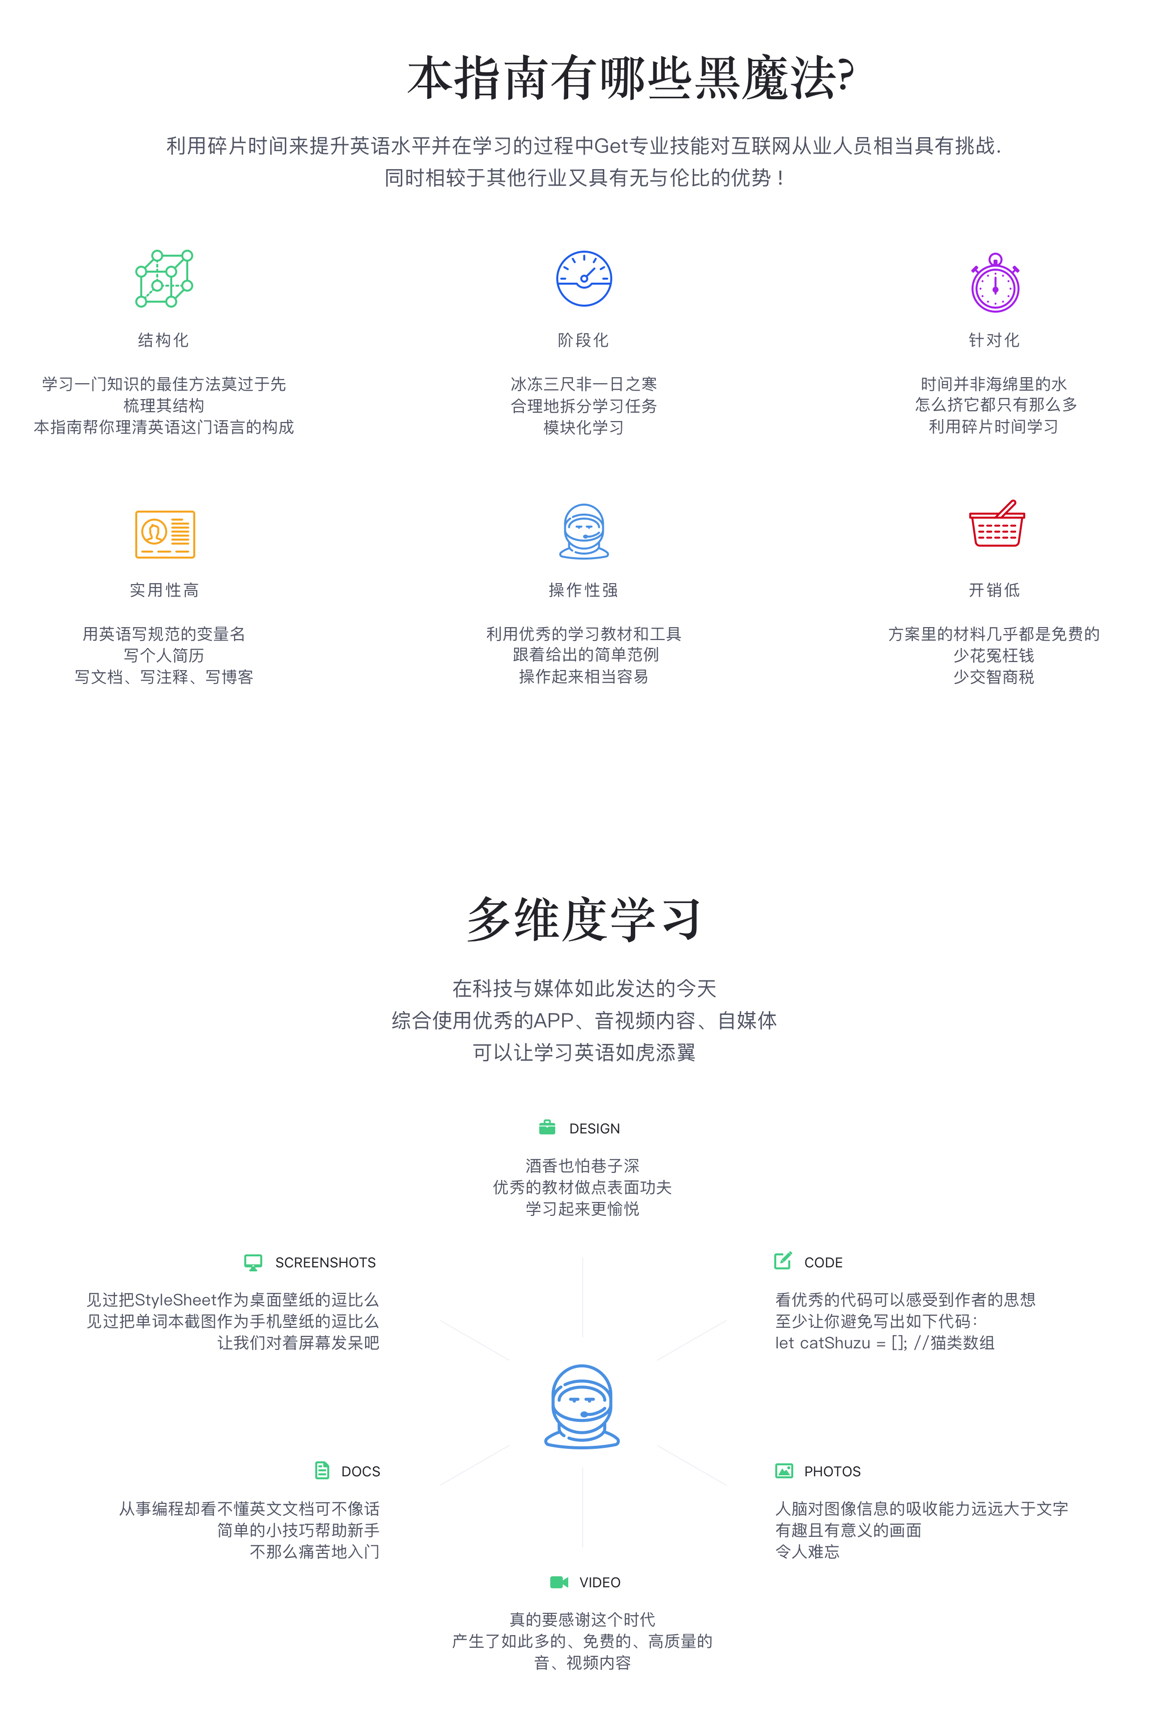 本指南有哪些黑魔法?
利用碎片时间来提升英语水平并在学习的过程中Get专业技能对互联网从业人员相当具有挑战.
同时相较于其他行业又具有无与伦比的优势！
结构化
学习一门知识的最佳方法莫过于先
梳理其结构
本指南帮你理清英语这门语言的构成
阶段化
冰冻三尺非一日之寒
合理地拆分学习任务
模块化学习
针对化
时间并非海绵里的水
怎么挤它都只有那么多
利用碎片时间学习
实用性高
用英语写规范的变量名
写个人简历
写文档、写注释、写博客
操作性强
利用优秀的学习教材和工具
跟着给出的简单范例
操作起来相当容易
开销低
方案里的材料几乎都是免费的
少花冤枉钱
少交智商税
多维度学习
在科技与媒体如此发达的今天
综合使用优秀的APP、音视频内容、自媒体
可以让学习英语如虎添翼
DESIGN
酒香也怕巷子深
优秀的教材做点表面功夫
学习起来更愉悦
SCREENSHOTS
见过把StyleSheet作为桌面壁纸的逗比么
见过把单词本截图作为手机壁纸的逗比么
让我们对着屏幕发呆吧
CODE
看优秀的代码可以感受到作者的思想
至少让你避免写出如下代码：
let catShuzu = []; //猫类数组
DOCS
从事编程却看不懂英文文档可不像话
简单的小技巧帮助新手
不那么痛苦地入门
PHOTOS
人脑对图像信息的吸收能力远远大于文字
有趣且有意义的画面
令人难忘
VIDEO
真的要感谢这个时代
产生了如此多的、免费的、高质量的
音、视频内容